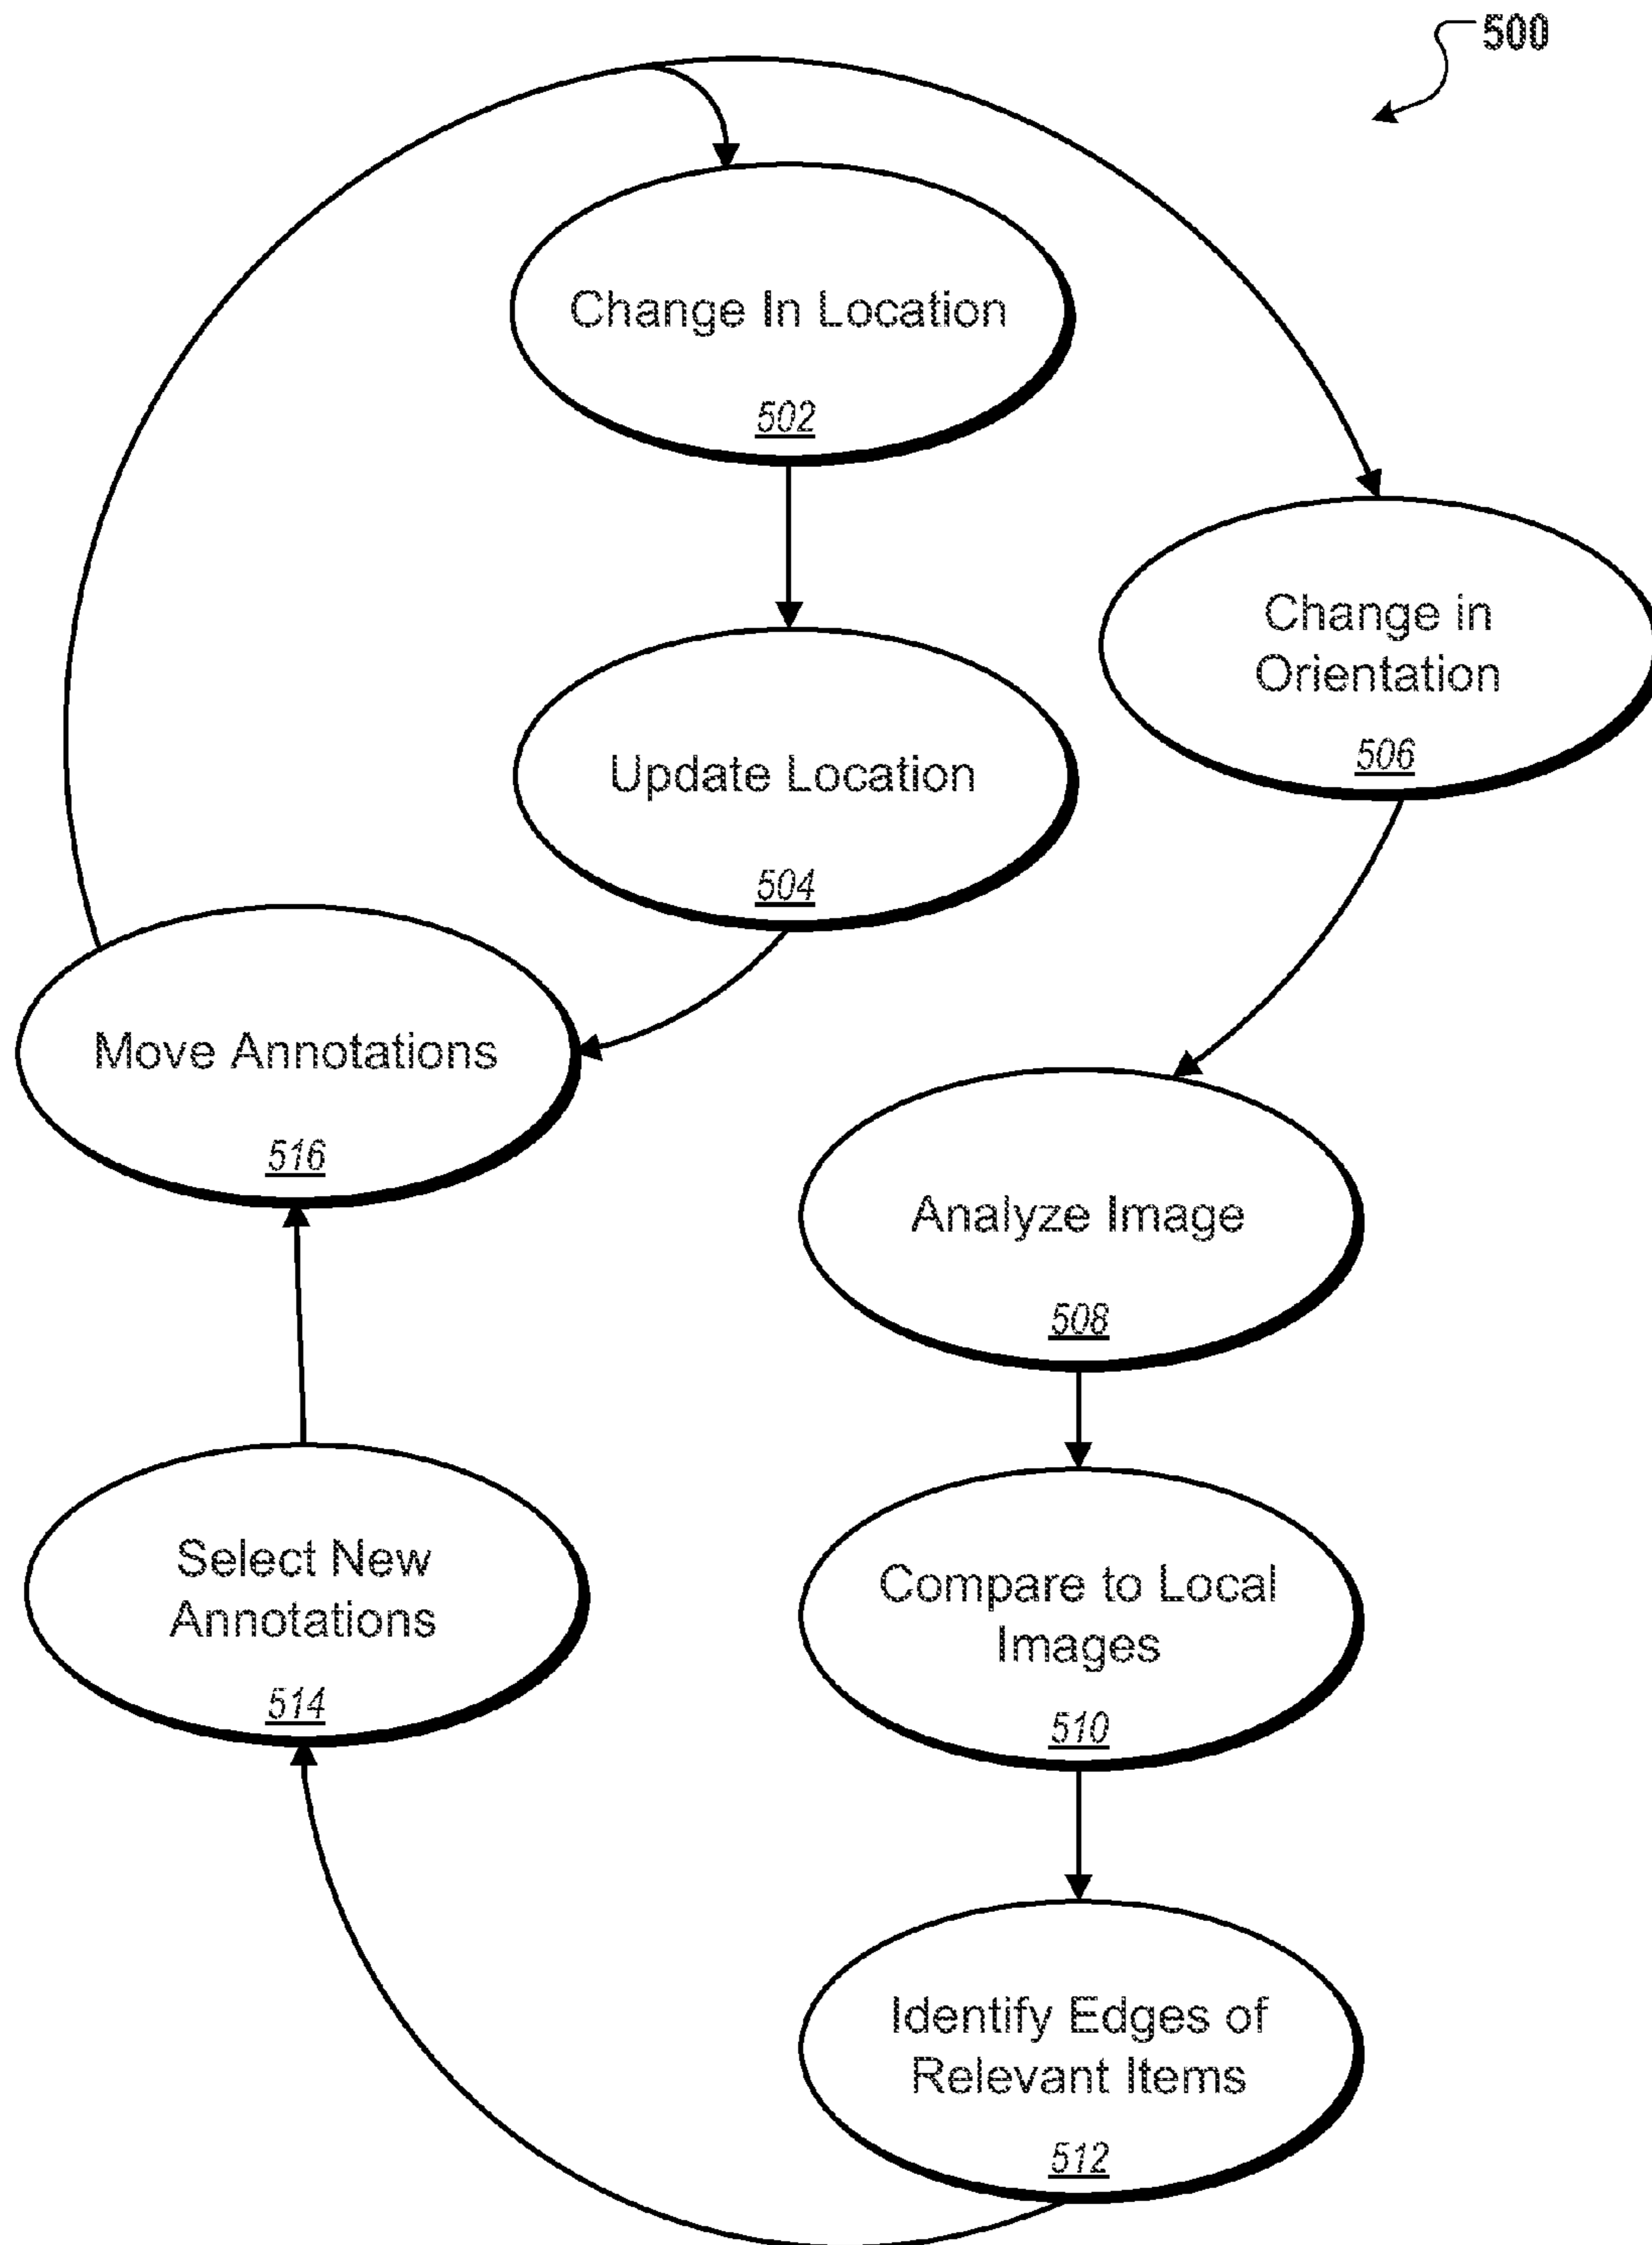 500
Change In Location
502
Change in
Orientation
506
Update Location
504
Move Annotations
516
Analyze Image
508
Select New
Annotations
514
Compare to Local
Images
510
Identify Edges of
Relevant Items
512